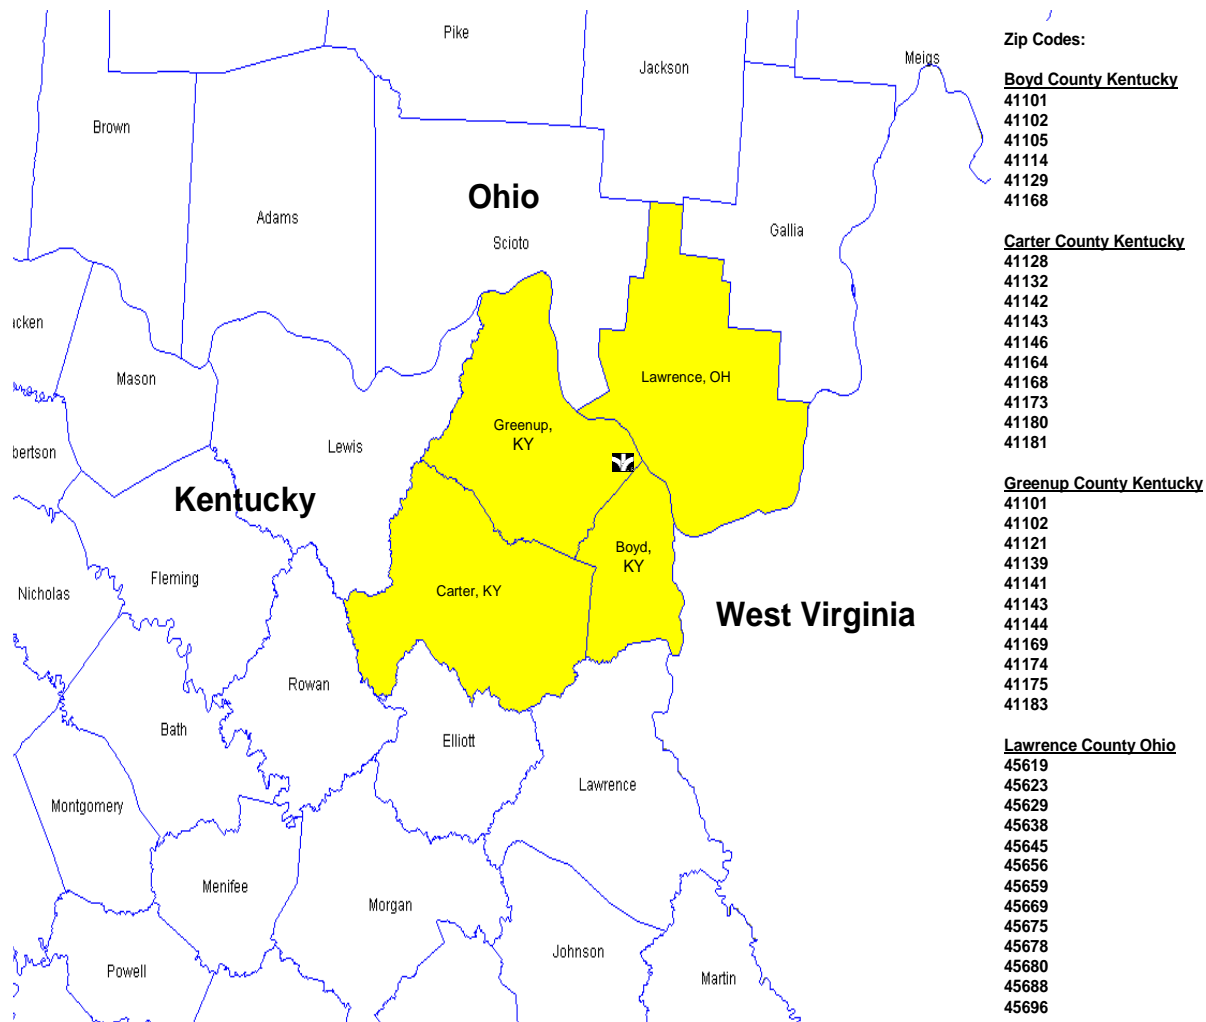 Pike
Jackson
Meigs
Brown
Ohio
Adams
Scioto
Gallia
acken
Mason
Lawrence, OH
Greenup,
KY
bertson
Lewis
Kentucky
Boyd,
KY
Fleming
Nicholas
Carter, KY
West Virginia
Rowan
Bath
Elliott
Lawrence
Montgomery
Menifee
Morgan
Johnson
Powell
Martin
Zip Codes:
Boyd County Kentucky
41101
41102
41105
41114
41129
41168
Carter County Kentucky
41128
41132
41142
41143
41146
41164
41168
41173
41180
41181
Greenup County Kentucky
41101
41102
41121
41139
41141
41143
41144
41169
41174
41175
41183
Lawrence County Ohio
45619
45623
45629
45638
45645
45656
45659
45669
45675
45678
45680
45688
45696